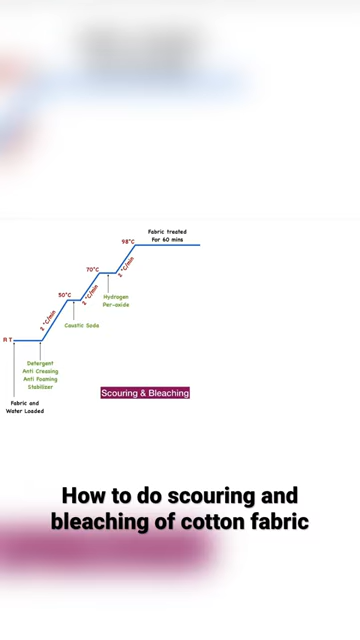 Fabric treated
for 60 mins
98°C
2 °C/min
70°C
2 °C/min
Hydrogen
Per-oxide
50°C
2 °C/min
Caustic Soda
R T
Detergent
Anti Creasing
Anti Foaming
Stabilizer
Scouring & Bleaching
Fabric and
Water Loaded
How to do scouring and
bleaching of cotton fabric